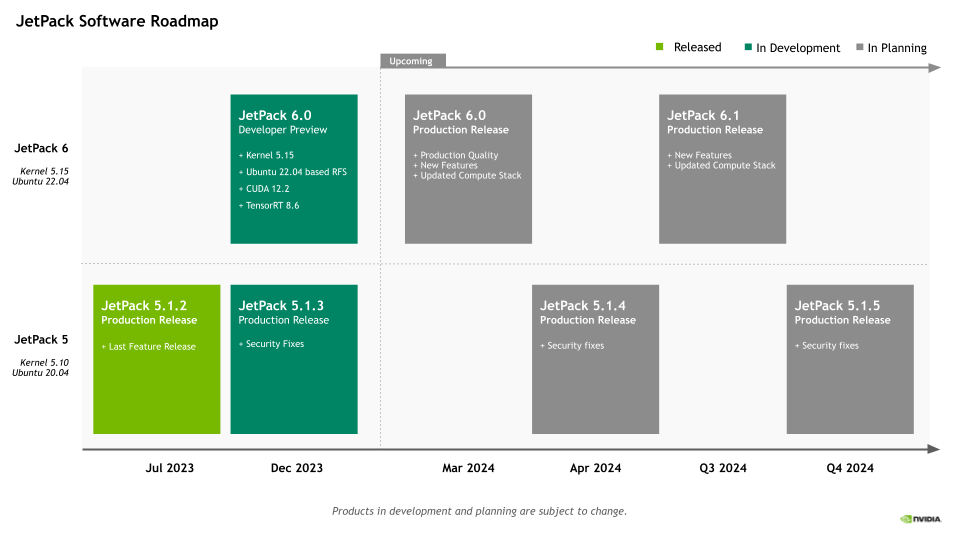 JetPack Software Roadmap
Released
In Development
In Planning
Upcoming
JetPack 6
Kernel 5.15
Ubuntu 22.04
JetPack 6.0
Developer Preview
+ Kernel 5.15
+ Ubuntu 22.04 based RFS
+ CUDA 12.2
+ TensorRT 8.6
JetPack 6.0
Production Release
+ Production Quality
+ New Features
+ Updated Compute Stack
JetPack 6.1
Production Release
+ New Features
+ Updated Compute Stack
JetPack 5
Kernel 5.10
Ubuntu 20.04
JetPack 5.1.2
Production Release
+ Last Feature Release
JetPack 5.1.3
Production Release
+ Security Fixes
JetPack 5.1.4
Production Release
+ Security fixes
JetPack 5.1.5
Production Release
+ Security fixes
Jul 2023
Dec 2023
Mar 2024
Apr 2024
Q3 2024
Q4 2024
Products in development and planning are subject to change.
NVIDIA